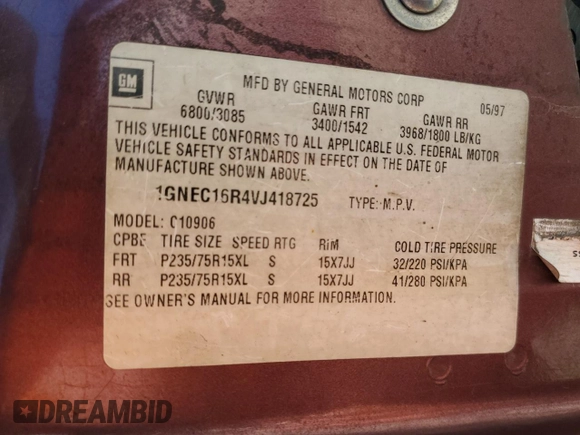 GM
MFD BY GENERAL MOTORS CORP 05/97
GVWR GAWR FRT GAWR RR
6800/3085 3400/1542 3968/1800 LB/KG
THIS VEHICLE CONFORMS TO ALL APPLICABLE U.S. FEDERAL MOTOR
VEHICLE SAFETY STANDARDS IN EFFECT ON THE DATE OF
MANUFACTURE SHOWN ABOVE.
1GNEC16R4VJ418725 TYPE: M.P.V.
MODEL: C10906
CPBF TIRE SIZE SPEED RTG RIM COLD TIRE PRESSURE
FRT P235/75R15XL S 15X7JJ 32/220 PSI/KPA
RR P235/75R15XL S 15X7JJ 41/280 PSI/KPA
SEE OWNER'S MANUAL FOR MORE INFORMATION.
DREAMBID